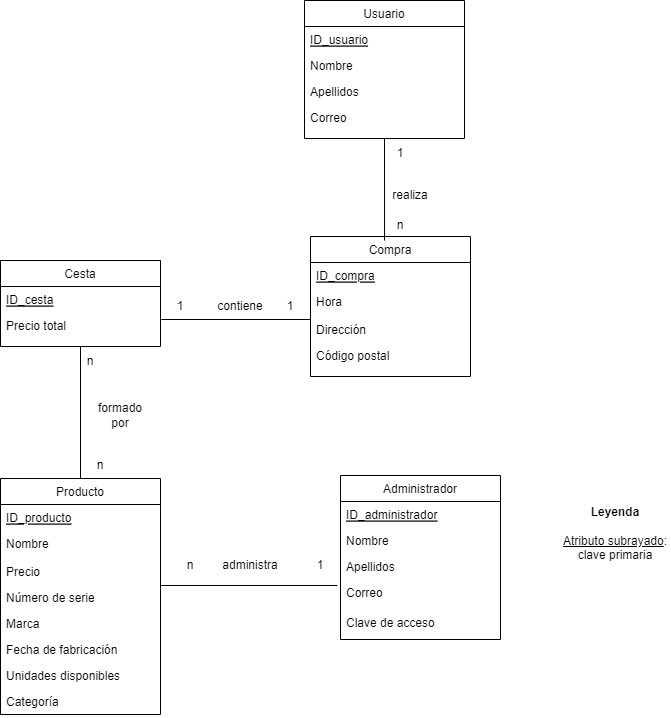 Usuario
ID_usuario
Nombre
Apellidos
Correo
1
realiza
n
Compra
ID_compra
Hora
Dirección
Código postal
Cesta
ID_cesta
Precio total
1 contiene 1
n
formado
por
n
Producto
ID_producto
Nombre
Precio
Número de serie
Marca
Fecha de fabricación
Unidades disponibles
Categoría
n administra 1
Administrador
ID_administrador
Nombre
Apellidos
Correo
Clave de acceso
Leyenda
Atributo subrayado:
clave primaria